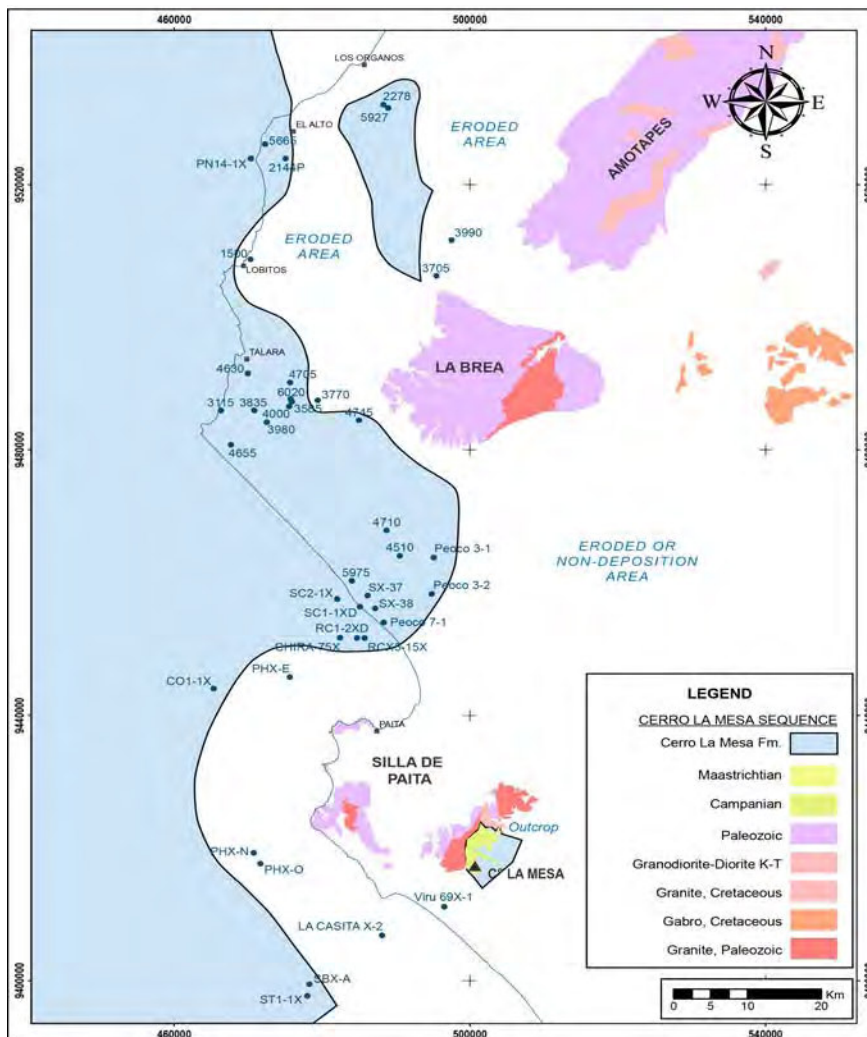 460000
500000
540000
LOS ORGANOS
N
W
E
S
2278
5927
ERODED
AREA
AMOTAPES
EL ALTO
5665
PN14-1X
2144P
9520000
3990
ERODED
AREA
1500
LOBITOS
3705
TALARA
4630
4705
LA BREA
6020
3770
3115
3835
4000
3585
4745
3980
4655
9480000
4710
4510
Peoco 3-1
ERODED OR
NON-DEPOSITION
AREA
5975
SX-37
Peoco 3-2
SC2-1X
SX-38
SC1-1XD
RC1-2XD
Peoco 7-1
CHIRA-75X
RCX3-15X
PHX-E
CO1-1X
9440000
PAITA
SILLA DE
PAITA
Outcrop
CºLA MESA
PHX-N
PHX-O
Viru 69X-1
LA CASITA X-2
SBX-A
ST1-1X
9400000
LEGEND
CERRO LA MESA SEQUENCE
Cerro La Mesa Fm.
Maastrichtian
Campanian
Paleozoic
Granodiorite-Diorite K-T
Granite, Cretaceous
Gabro, Cretaceous
Granite, Paleozoic
Km
0 5 10 20
460000
500000
540000